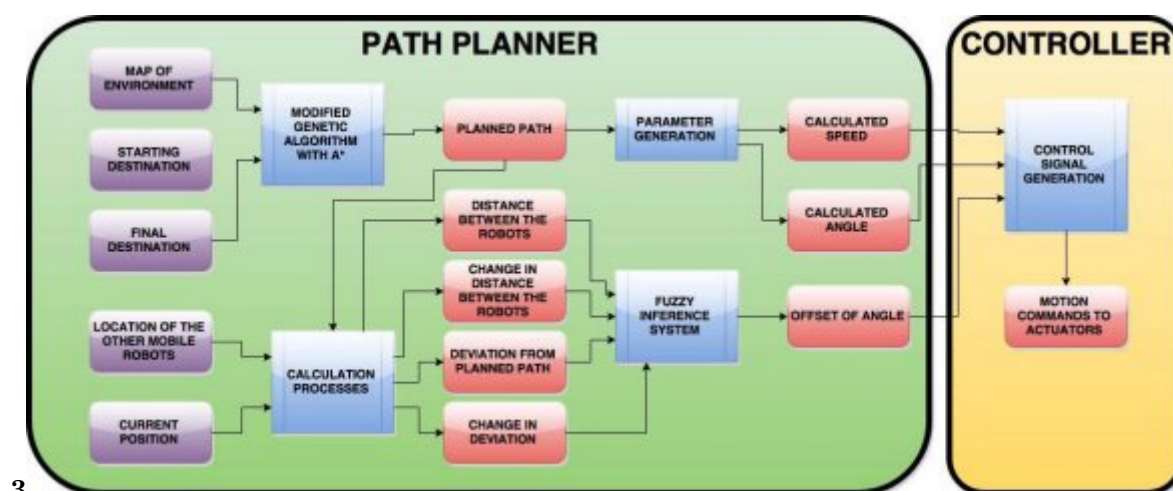 PATH PLANNER
CONTROLLER
MAP OF
ENVIRONMENT
STARTING
DESTINATION
FINAL
DESTINATION
LOCATION OF THE
OTHER MOBILE
ROBOTS
CURRENT
POSITION
MODIFIED
GENETIC
ALGORITHM
WITH A*
CALCULATION
PROCESSES
PLANNED PATH
DISTANCE
BETWEEN THE
ROBOTS
CHANGE IN
DISTANCE
BETWEEN THE
ROBOTS
DEVIATION FROM
PLANNED PATH
CHANGE IN
DEVIATION
PARAMETER
GENERATION
FUZZY
INFERENCE
SYSTEM
CALCULATED
SPEED
CALCULATED
ANGLE
OFFSET OF ANGLE
CONTROL
SIGNAL
GENERATION
MOTION
COMMANDS TO
ACTUATORS
3